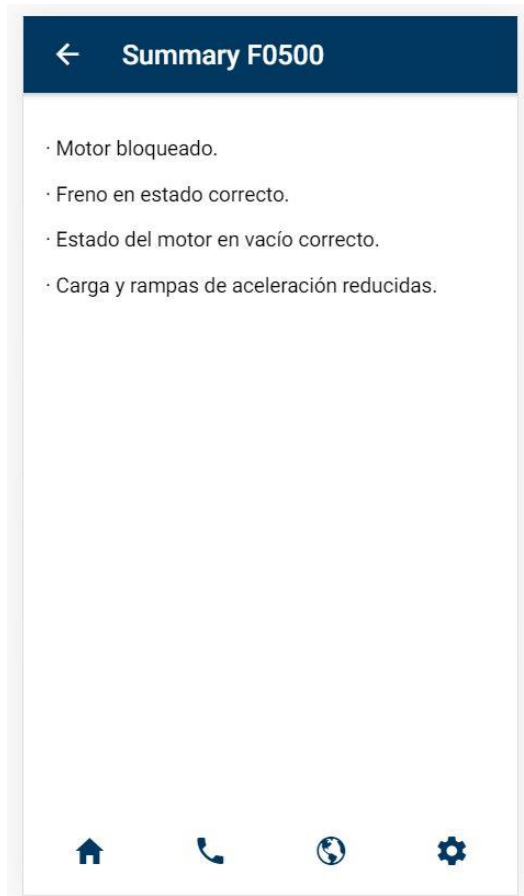 Summary F0500
· Motor bloqueado.
· Freno en estado correcto.
· Estado del motor en vacío correcto.
· Carga y rampas de aceleración reducidas.